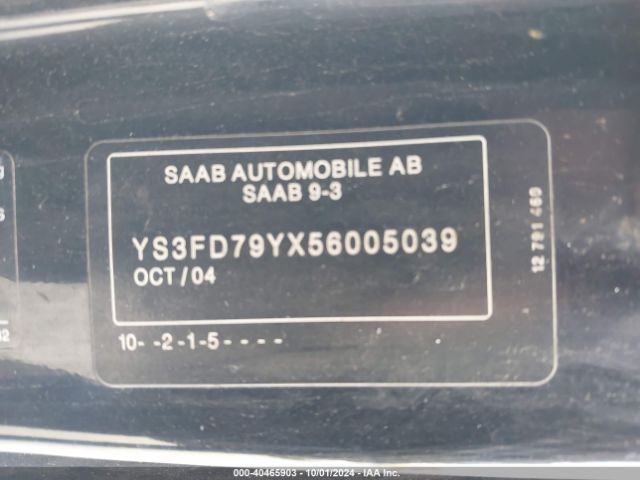 SAAB AUTOMOBILE AB
SAAB 9-3
YS3FD79YX56005039
OCT / 04
10- -2 -1-5- - - -
12 791 469
000-40465903 - 10/01/2024 - IAA Inc.